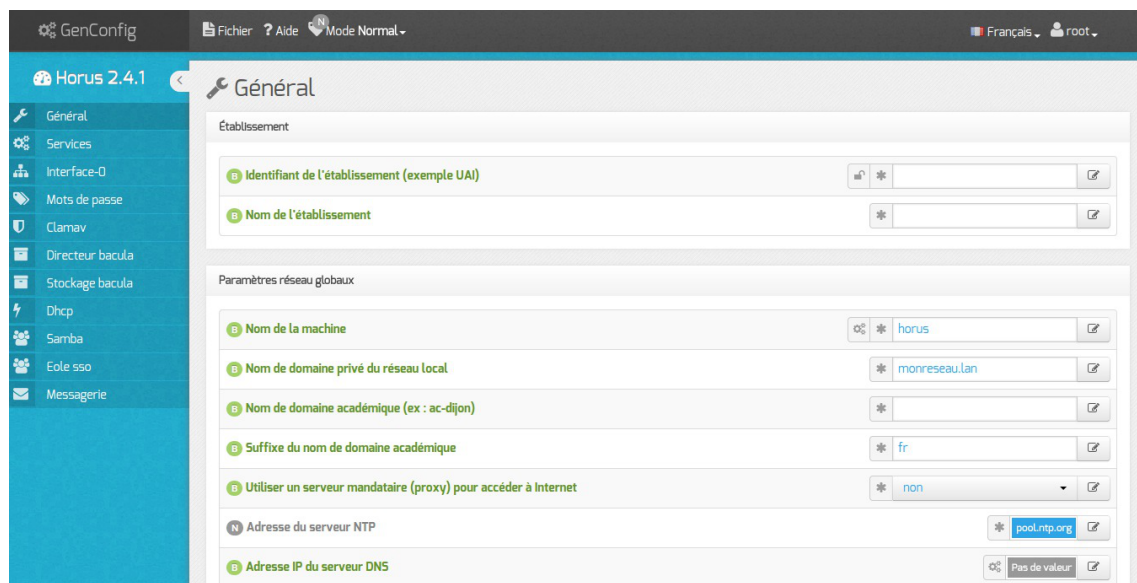 GenConfig
Fichier ? Aide N Mode Normal
Français root
Horus 2.4.1
Général
Services
Interface-0
Mots de passe
Clamav
Directeur bacula
Stockage bacula
Dhcp
Samba
Eole sso
Messagerie
Général
Établissement
B Identifiant de l'établissement (exemple UAI)
B Nom de l'établissement
Paramètres réseau globaux
B Nom de la machine horus
B Nom de domaine privé du réseau local monreseau.lan
B Nom de domaine académique (ex : ac-dijon)
B Suffixe du nom de domaine académique fr
B Utiliser un serveur mandataire (proxy) pour accéder à Internet non
N Adresse du serveur NTP pool.ntp.org
B Adresse IP du serveur DNS Pas de valeur